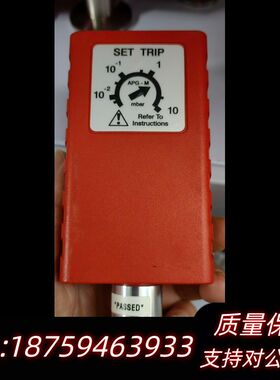 SET TRIP
10-1 1
APG - M
10-2 mbar 10
Refer To
Instructions
"PASSED"
质量保
:18759463933
支持对公